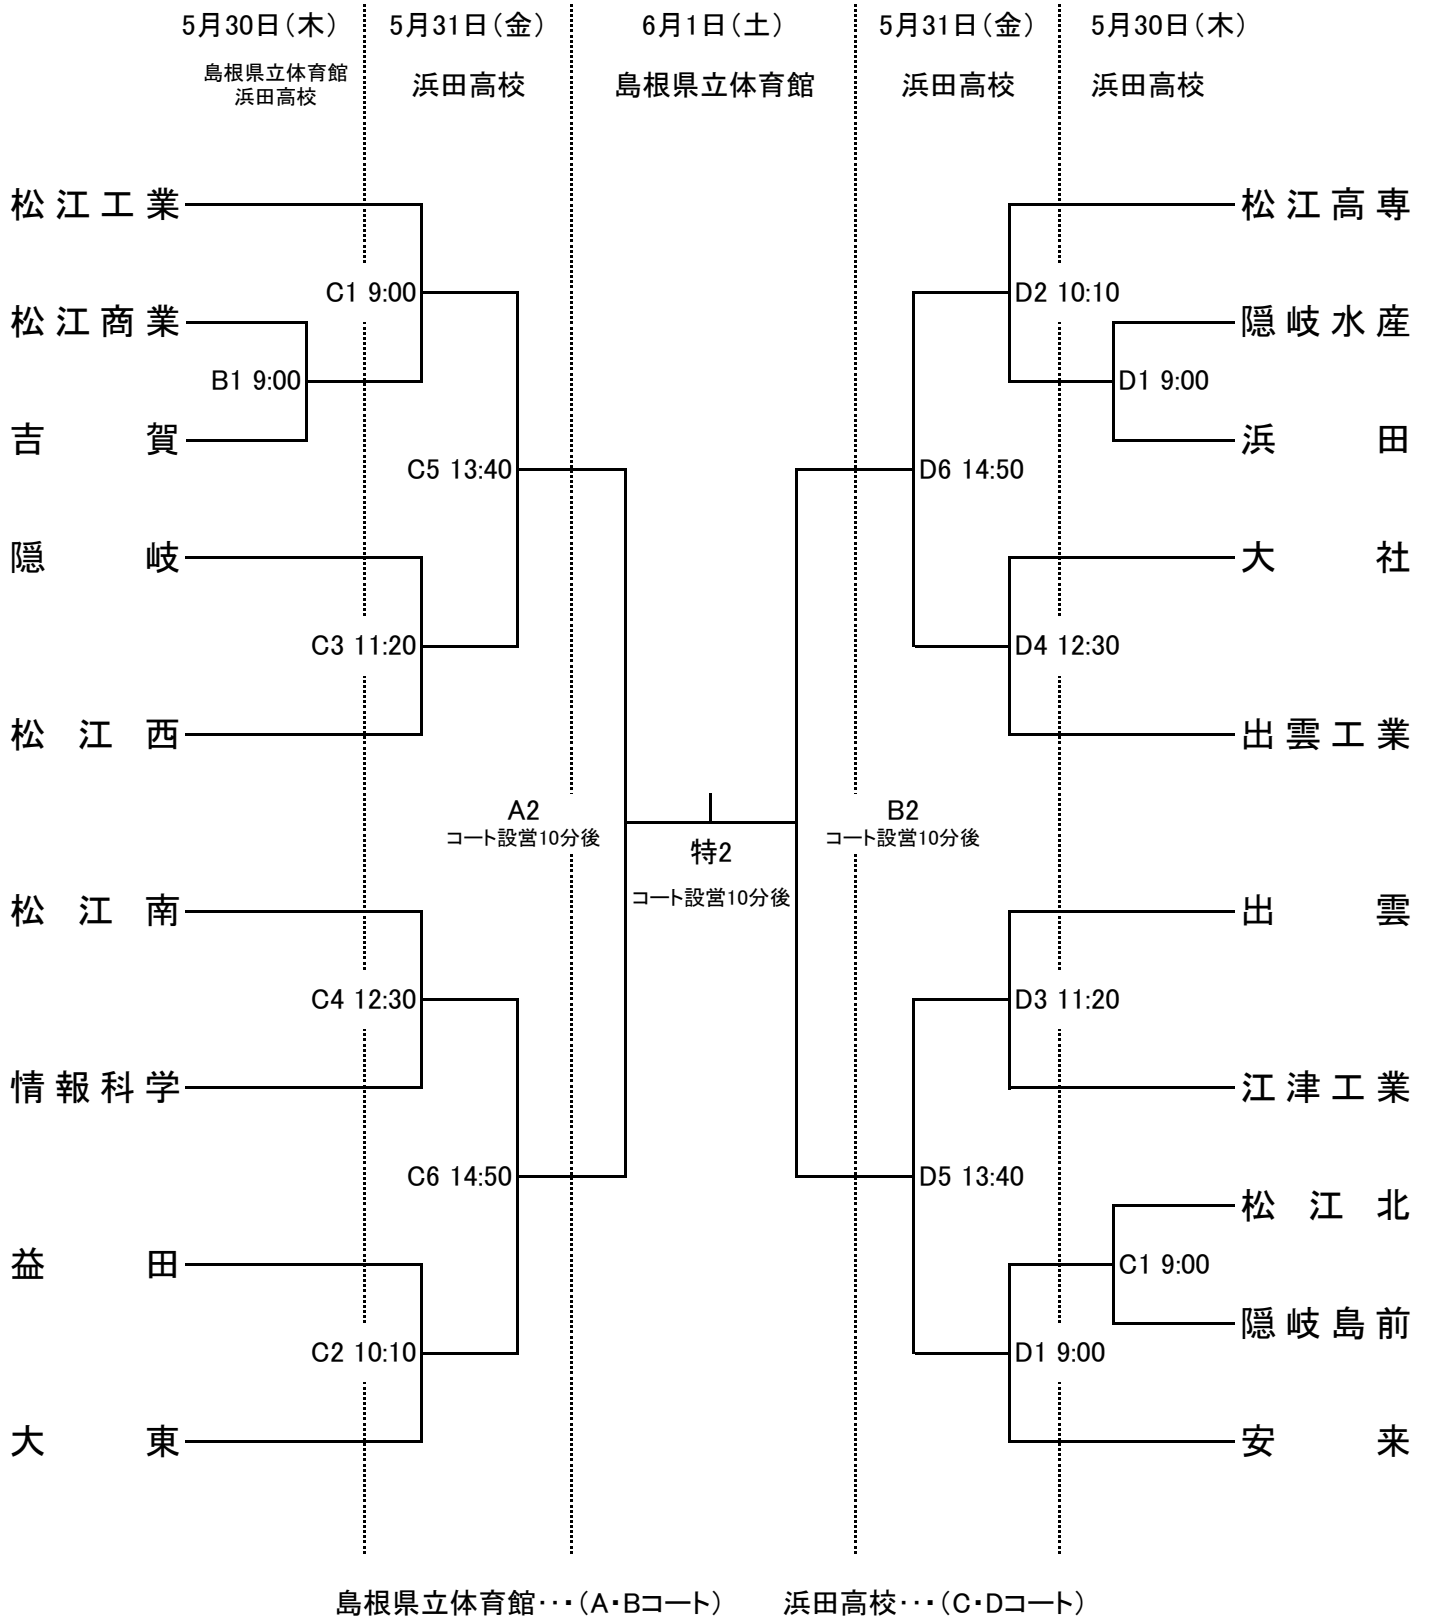 5月30日（木） 5月31日（金） 6月1日（土） 5月31日（金） 5月30日（木）
島根県立体育館
浜田高校
浜田高校 島根県立体育館 浜田高校 浜田高校
松江工業 松江高専
C1 9:00 D2 10:10
松江商業 隠岐水産
B1 9:00 D1 9:00
吉賀 浜田
C5 13:40 D6 14:50
隠岐 大社
C3 11:20 D4 12:30
松江西 出雲工業
A2 B2
コート設営10分後 コート設営10分後
特2
コート設営10分後
松江南 出雲
C4 12:30 D3 11:20
情報科学 江津工業
C6 14:50 D5 13:40
松江北
益田 C1 9:00
隠岐島前
C2 10:10 D1 9:00
大東 安来
島根県立体育館・・・（A・Bコート） 浜田高校・・・（C・Dコート）